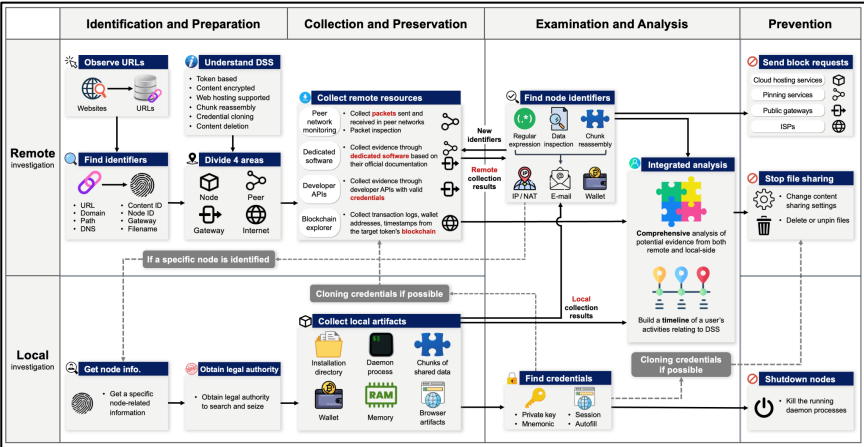 Identification and Preparation
Collection and Preservation
Examination and Analysis
Prevention
Remote
investigation
Observe URLs
Websites
URLs
Understand DSS
• Token based
• Content encrypted
• Web hosting supported
• Chunk reassembly
• Credential cloning
• Content deletion
Find identifiers
• URL
• Domain
• Path
• DNS
• Content ID
• Node ID
• Gateway
• Filename
Divide 4 areas
Node
Peer
Gateway
Internet
Collect remote resources
Peer
network
monitoring
• Collect packets sent and
received in peer networks
• Packet inspection
Dedicated
software
• Collect evidence through
dedicated software based on
their official documentation
Developer
APIs
• Collect evidence through
developer APIs with valid
credentials
Blockchain
explorer
• Collect transaction logs, wallet
addresses, timestamps from
the target token's blockchain
New
identifiers
Remote
collection
results
Find node identifiers
(.*)
Regular
expression
Data
inspection
Chunk
reassembly
IP / NAT
E-mail
Wallet
Integrated analysis
Comprehensive analysis of
potential evidence from both
remote and local-side
Build a timeline of a user's
activities relating to DSS
Send block requests
Cloud hosting services
Pinning services
Public gateways
ISPs
Stop file sharing
• Change content
sharing settings
• Delete or unpin files
If a specific node is identified
Cloning credentials if possible
Local
collection
results
Local
investigation
Get node info.
• Get a specific
node-related
information
Obtain legal authority
• Obtain legal authority
to search and seize
Collect local artifacts
Installation
directory
$1
Daemon
process
Chunks of
shared data
Wallet
RAM
Memory
Browser
artifacts
Find credentials
• Private key
• Mnemonic
• Session
• Autofill
Cloning credentials
if possible
Shutdown nodes
• Kill the running
daemon processes